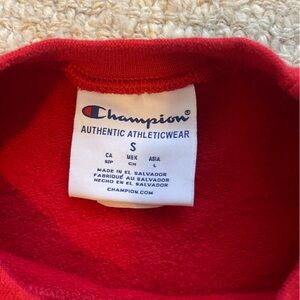 Champion®
AUTHENTIC ATHLETICWEAR
S
CA MEX ASIA
S/P CH L
MADE IN EL SALVADOR
FABRIQUÉ AU SALVADOR
HECHO EN EL SALVADOR
CHAMPION.COM